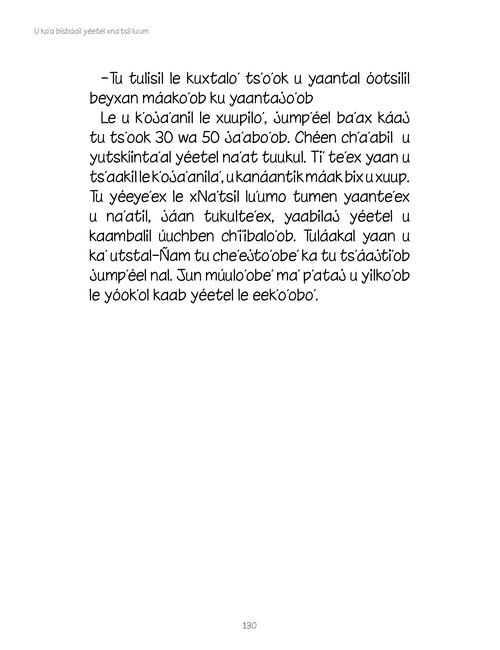 U ka'a bisbáail yéetel xna'tsil lu'um
–Tu tulisil le kuxtalo' ts'o'ok u yaantal óotsilil
beyxan máako'ob ku yaantajo'ob
Le u k'oja'anil le xuupilo', jump'éel ba'ax káaj
tu ts'ook 30 wa 50 ja'abo'ob. Chéen ch'a'abil u
yutskiinta'al yéetel na'at tuukul. Ti' te'ex yaan u
ts'aakil le k'oja'anila', u kanáantik máak bix u xuup.
Tu yéeye'ex le xNa'tsil lu'umo tumen yaante'ex
u na'atil, jáan tukulte'ex, yaabilaj yéetel u
kaambalil úuchben ch'i'ibalo'ob. Tuláakal yaan u
ka' utstal–Ñam tu che'ejto'obe' ka tu ts'áajti'ob
jump'éel nal. Jun múulo'obe' ma' p'ataj u yilko'ob
le yóok'ol kaab yéetel le eek'o'obo'.
130